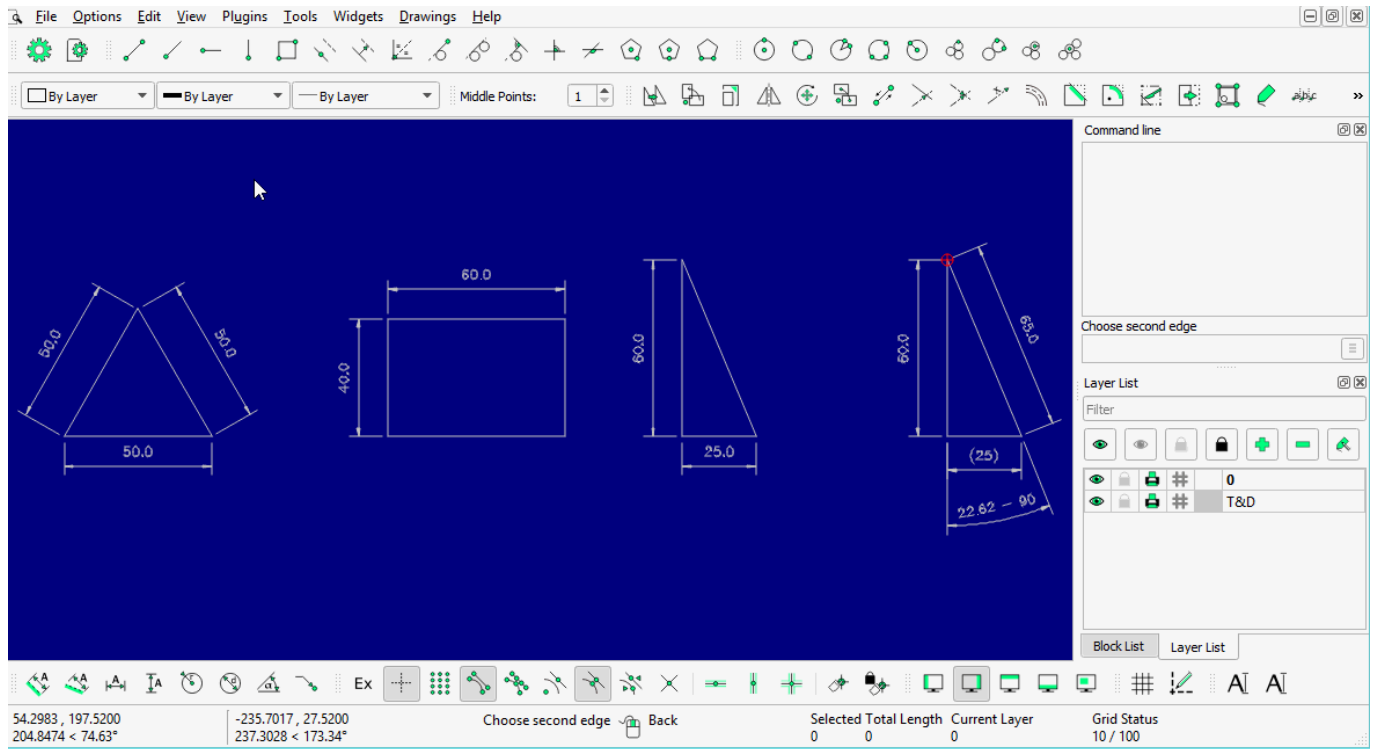 File Options Edit View Plugins Tools Widgets Drawings Help
By Layer By Layer By Layer Middle Points: 1 abc »
Command line
60.0
50.0 50.0 40.0 60.0 60.0 65.0
Choose second edge
Layer List
Filter
50.0 25.0 (25)
0
T&D
22.62 - 90
Block List Layer List
A A A A Ex A A
54.2983 , 197.5200 -235.7017 , 27.5200 Choose second edge Back Selected Total Length Current Layer Grid Status
204.8474 < 74.63° 237.3028 < 173.34° 0 0 0 10 / 100